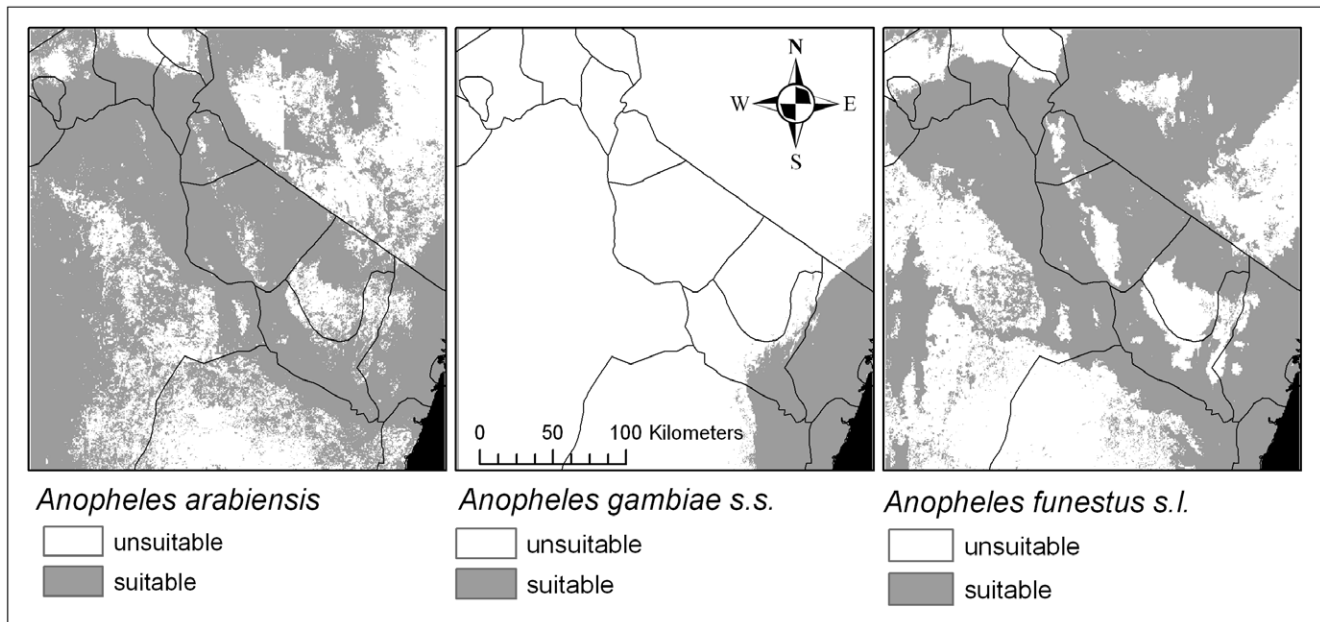 N
W E
S
0 50 100 Kilometers
Anopheles arabiensis
unsuitable
suitable
Anopheles gambiae s.s.
unsuitable
suitable
Anopheles funestus s.l.
unsuitable
suitable